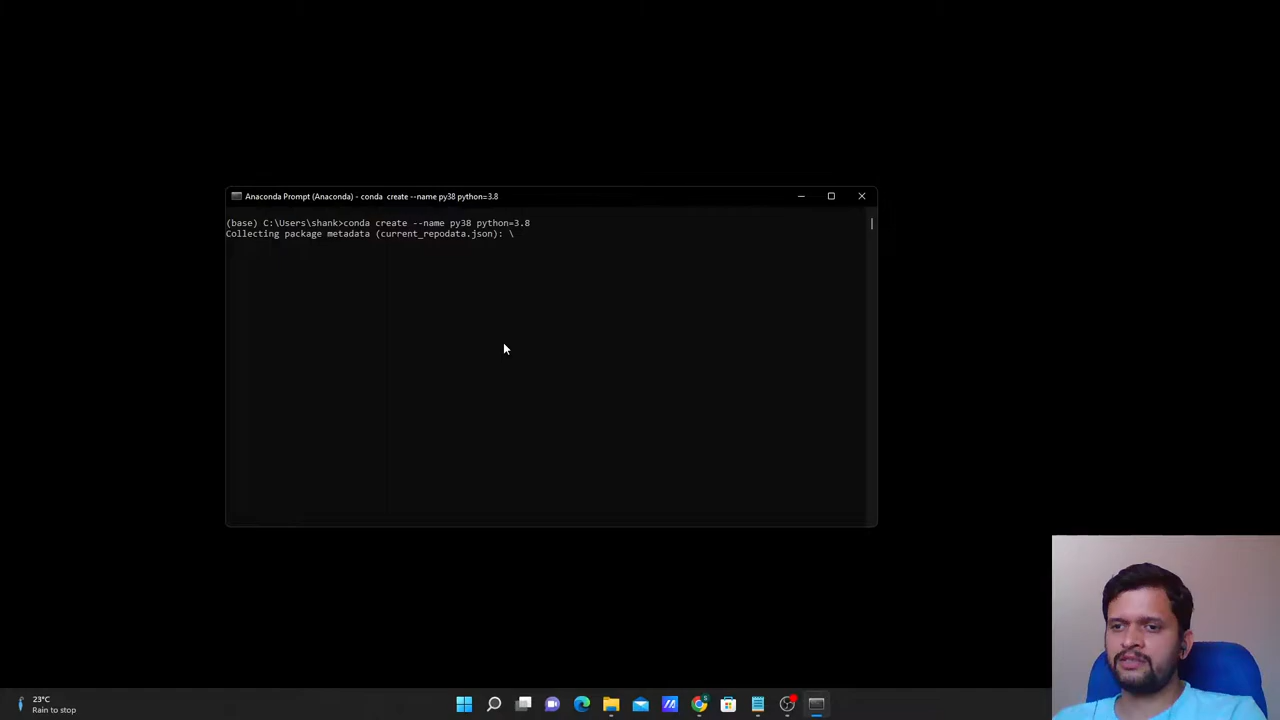 Anaconda Prompt (Anaconda) - conda  create --name py38 python=3.8
(base) C:\Users\shank>conda create --name py38 python=3.8
Collecting package metadata (current_repodata.json): \
23°C
Rain to stop